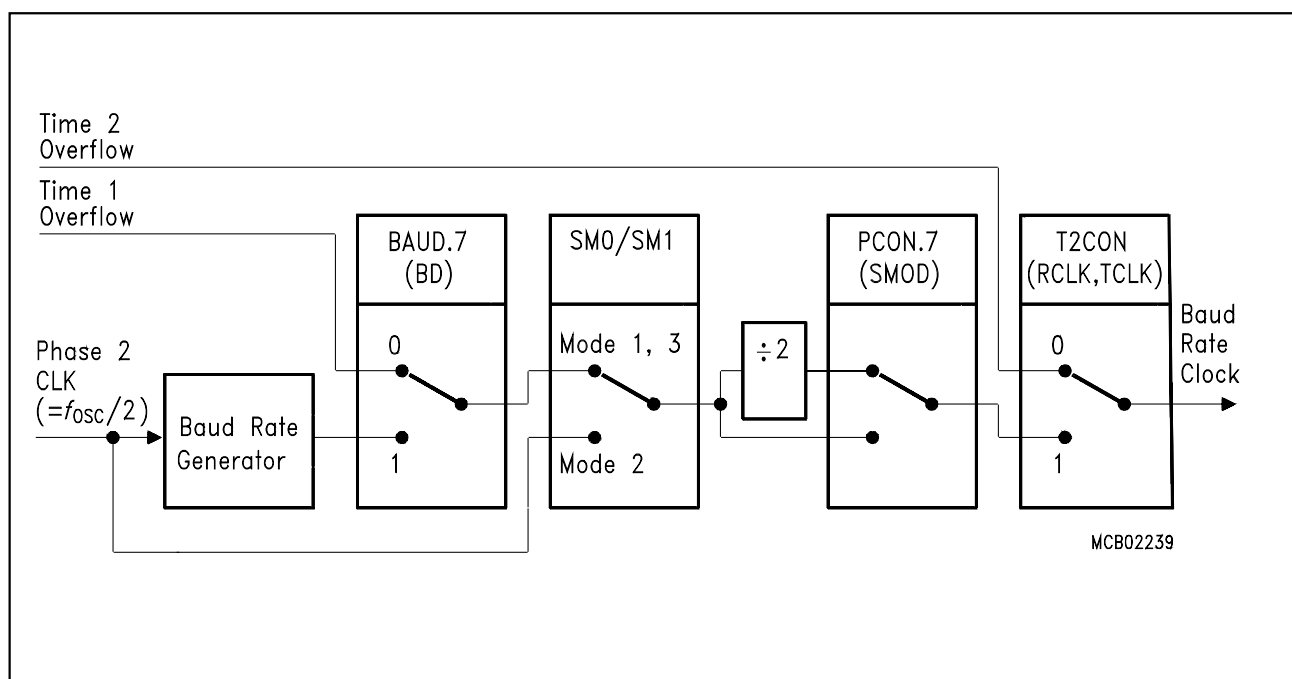 Time 2
Overflow
Time 1
Overflow
BAUD.7
(BD)
SM0/SM1
PCON.7
(SMOD)
T2CON
(RCLK,TCLK)
Phase 2
CLK
(=fOSC/2)
Baud Rate
Generator
0
1
Mode 1, 3
Mode 2
÷2
0
1
Baud
Rate
Clock
MCB02239